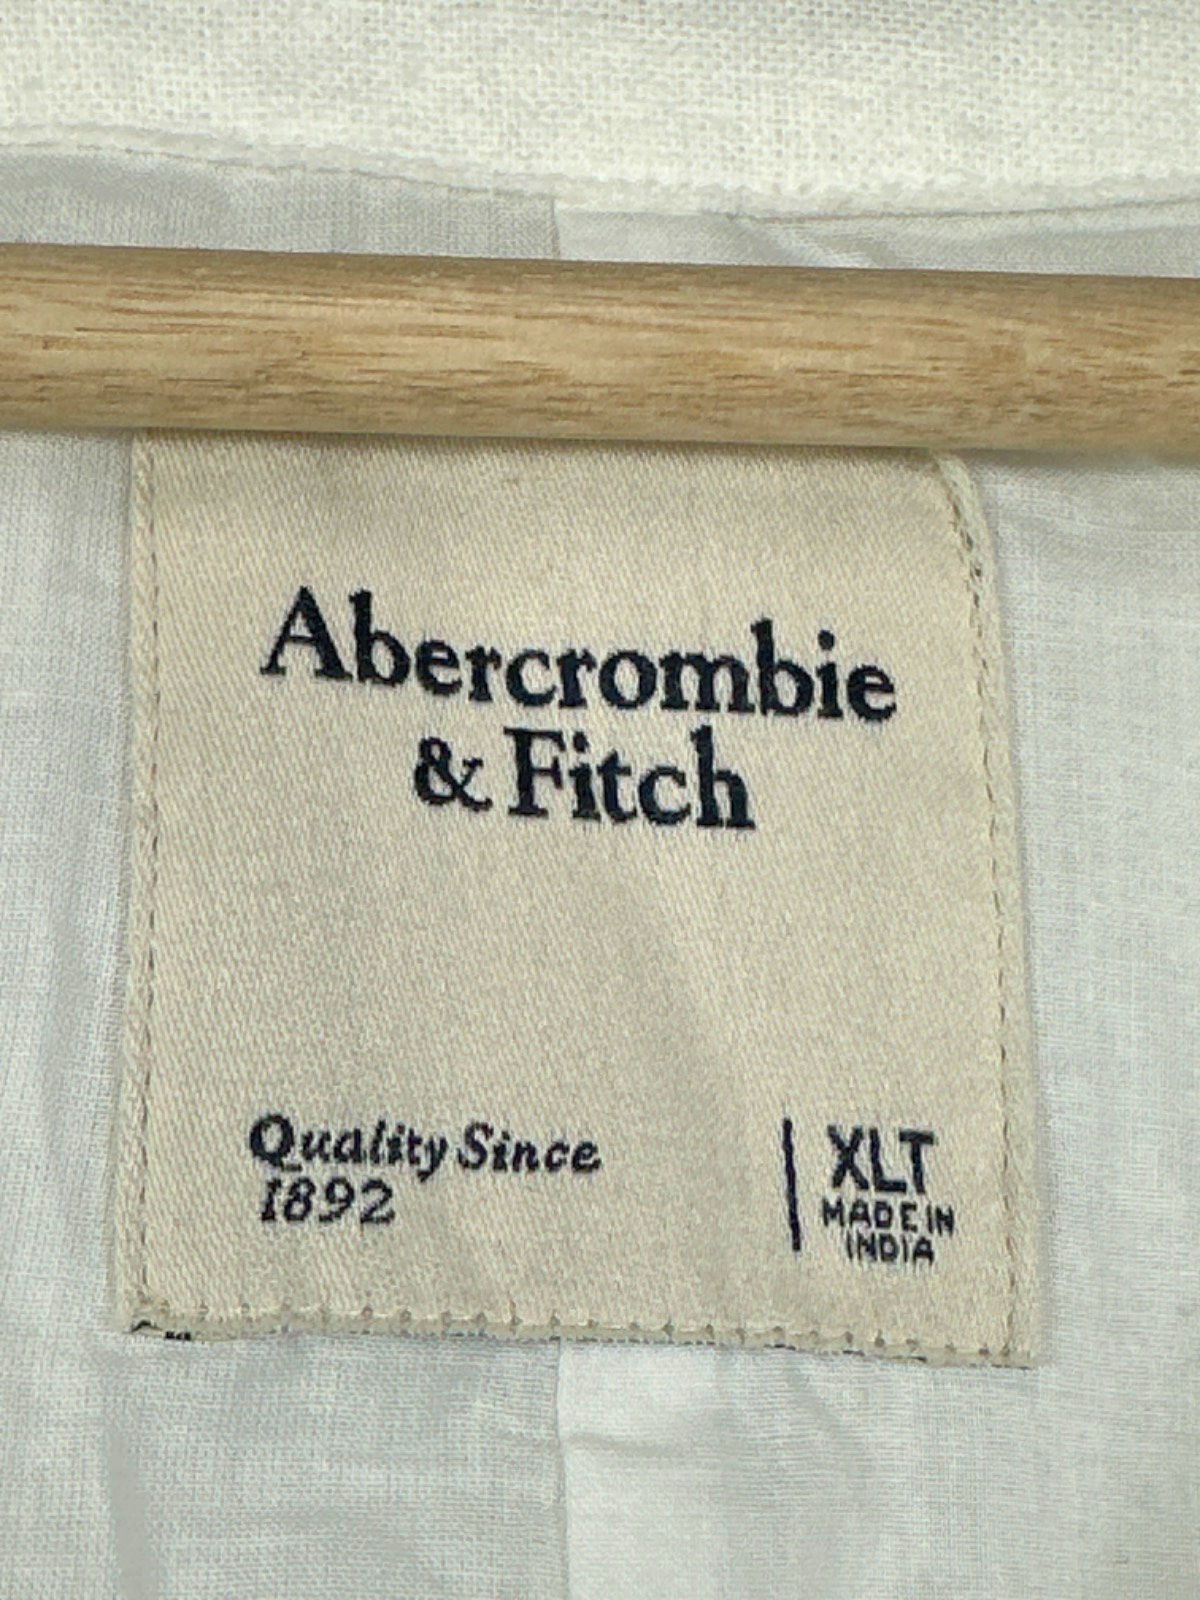 Abercrombie
& Fitch
Quality Since
1892
XLT
MADE IN
INDIA